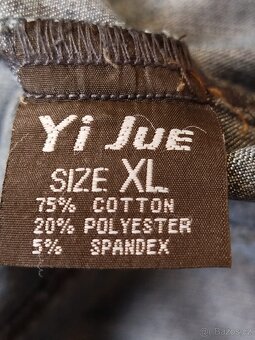 Yi Jue
SIZE XL
75% COTTON
20% POLYESTER
5% SPANDEX